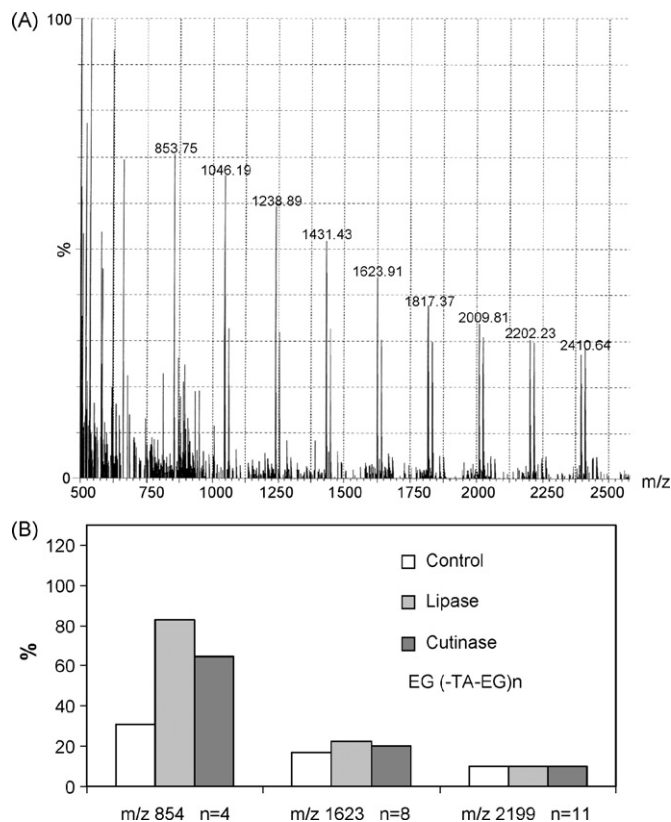 (A)
100
853.75
1046.19
1238.89
1431.43
1623.91
1817.37
2009.81
2202.23
2410.64
%
0
500 750 1000 1250 1500 1750 2000 2250 2500 m/z
(B)
120
100
80
60
40
20
0
%
Control
Lipase
Cutinase
EG (-TA-EG)n
m/z 854 n=4 m/z 1623 n=8 m/z 2199 n=11